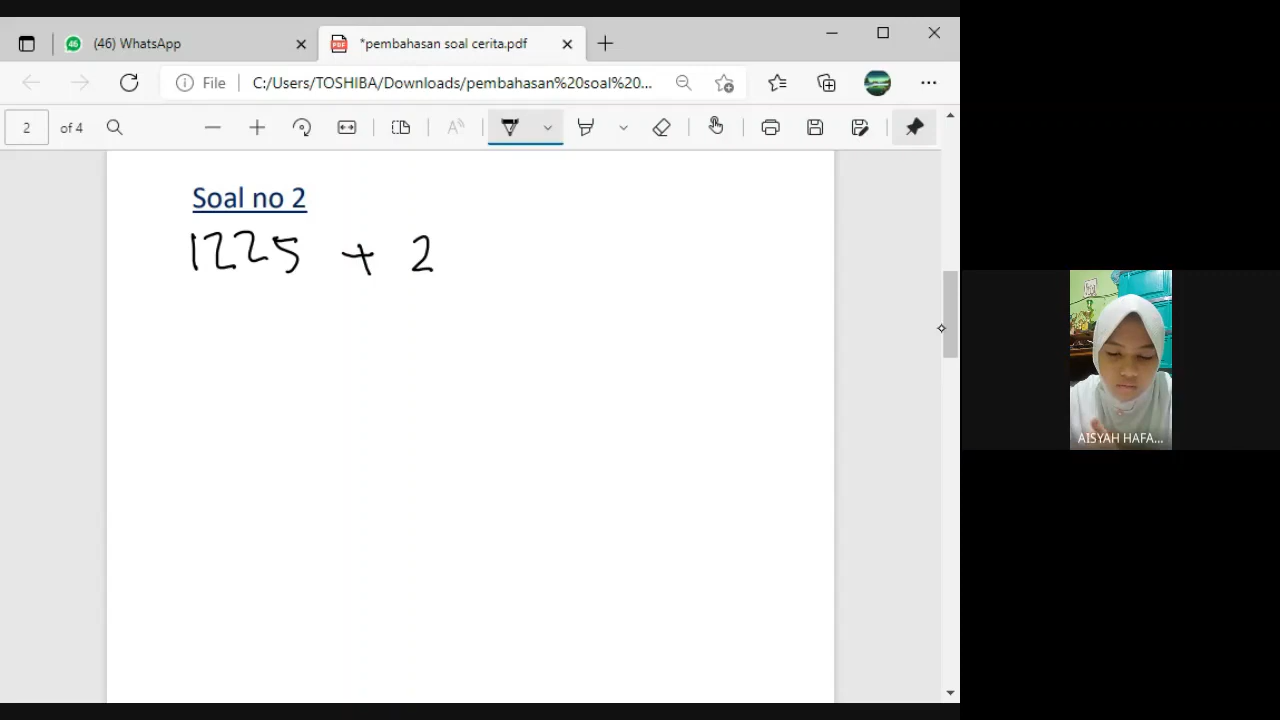 (46) WhatsApp
*pembahasan soal cerita.pdf
File
C:/Users/TOSHIBA/Downloads/pembahasan%20soal%20...
2 of 4
Soal no 2
1225 + 2
AISYAH HAFA...